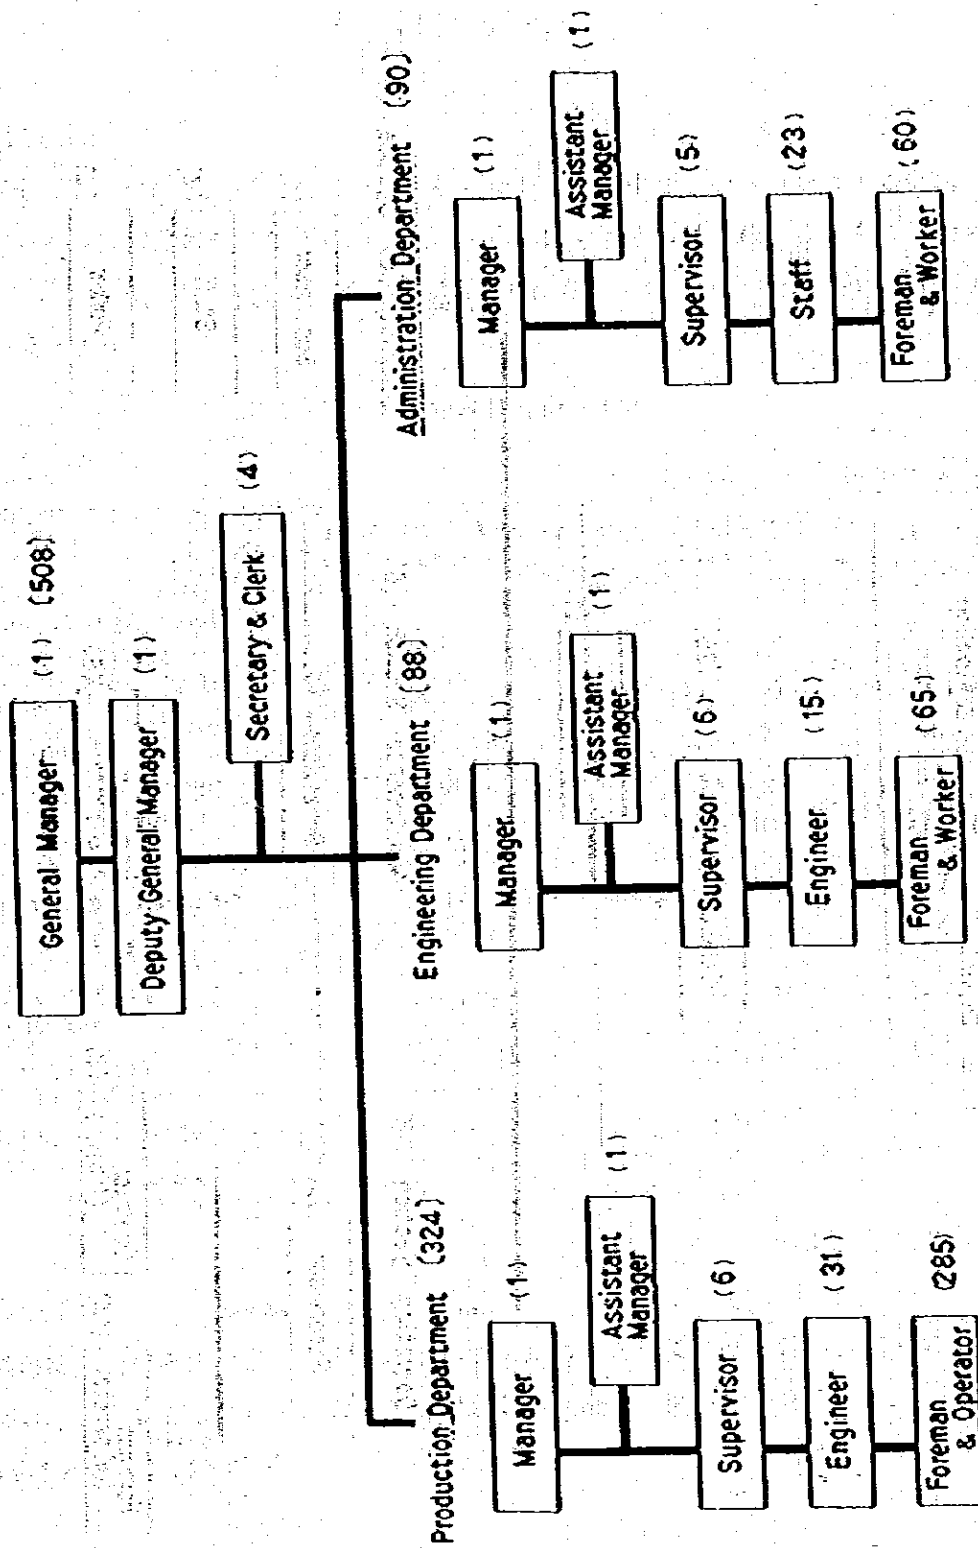 General Manager (1) (508)
Deputy General Manager (1)
Secretary & Clerk (4)
Production Department (324)
Manager (1)
Assistant
Manager (1)
Supervisor (6)
Engineer (31)
Foreman
& Operator (285)
Engineering Department (88)
Manager (1)
Assistant
Manager (1)
Supervisor (6)
Engineer (15)
Foreman
& Worker (65)
Administration Department (90)
Manager (1)
Assistant
Manager (1)
Supervisor (5)
Staff (23)
Foreman
& Worker (60)